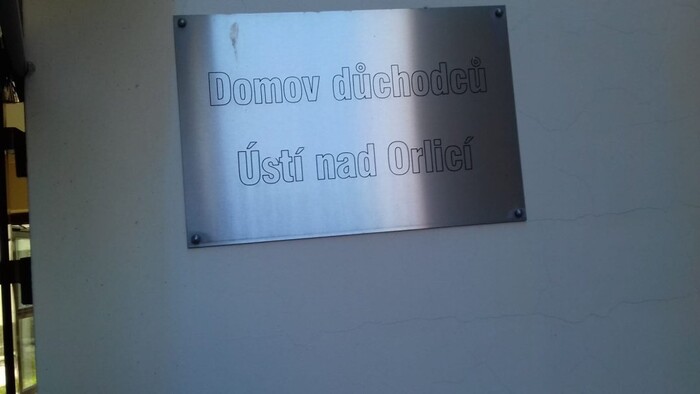 Domov důchodců
Ústí nad Orlicí